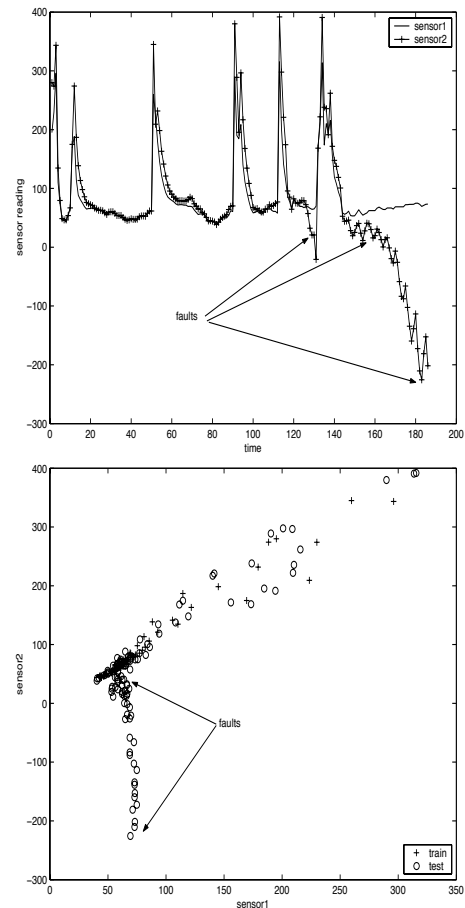 400
300
200
100
0
−100
−200
−300
sensor reading
sensor1
sensor2
faults
0 20 40 60 80 100 120 140 160 180 200
time
400
300
200
100
0
−100
−200
−300
sensor2
faults
train
test
0 50 100 150 200 250 300 350
sensor1